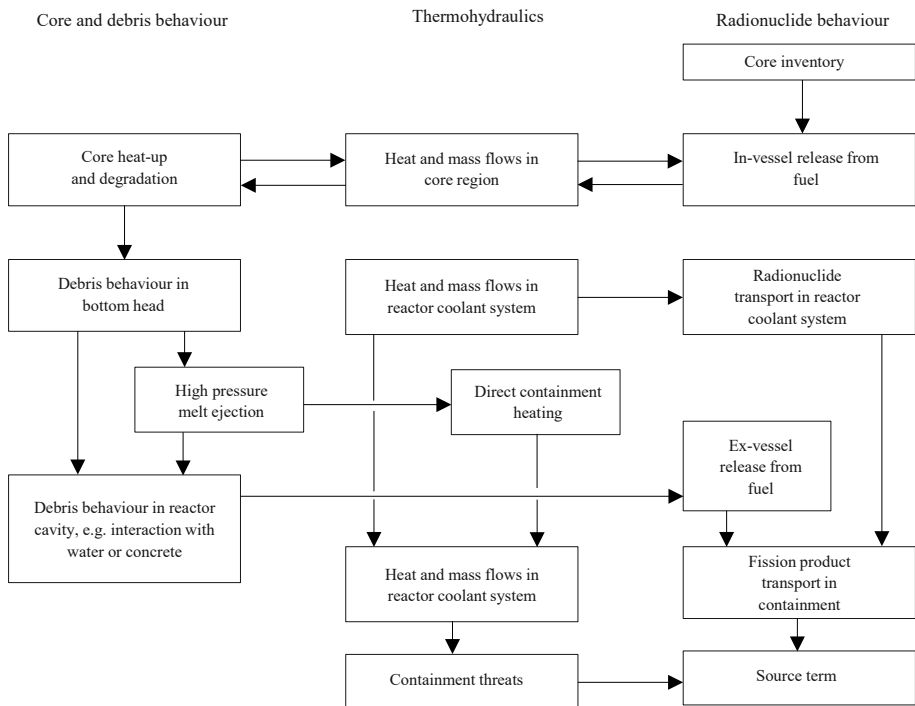 Core and debris behaviour
Thermohydraulics
Radionuclide behaviour
Core inventory
Core heat-up
and degradation
Heat and mass flows in
core region
In-vessel release from
fuel
Debris behaviour in
bottom head
Heat and mass flows in
reactor coolant system
Radionuclide
transport in reactor
coolant system
High pressure
melt ejection
Direct containment
heating
Ex-vessel
release from
fuel
Debris behaviour in reactor
cavity, e.g. interaction with
water or concrete
Heat and mass flows in
reactor coolant system
Fission product
transport in
containment
Containment threats
Source term